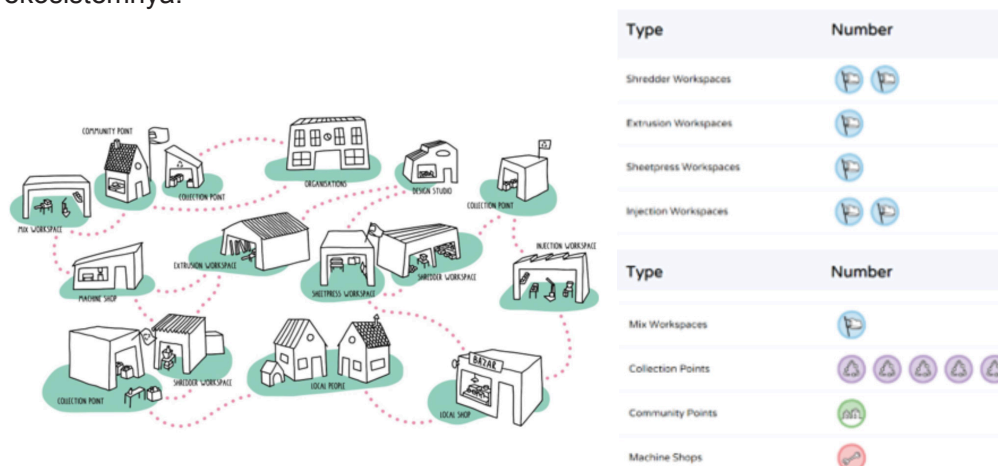 ekosistemnya!
COMMUNITY POINT
COLLECTION POINT
ORGANISATIONS
DESIGN STUDIO
COLLECTION POINT
MIX WORKSPACE
MACHINE SHOP
EXTRUSION WORKSPACE
SHEETPRESS WORKSPACE
SHREDDER WORKSPACE
INJECTION WORKSPACE
COLLECTION POINT
SHREDDER WORKSPACE
LOCAL PEOPLE
BAZAR
LOCAL SHOP
Type Number
Shredder Workspaces
Extrusion Workspaces
Sheetpress Workspaces
Injection Workspaces
Type Number
Mix Workspaces
Collection Points
Community Points
Machine Shops